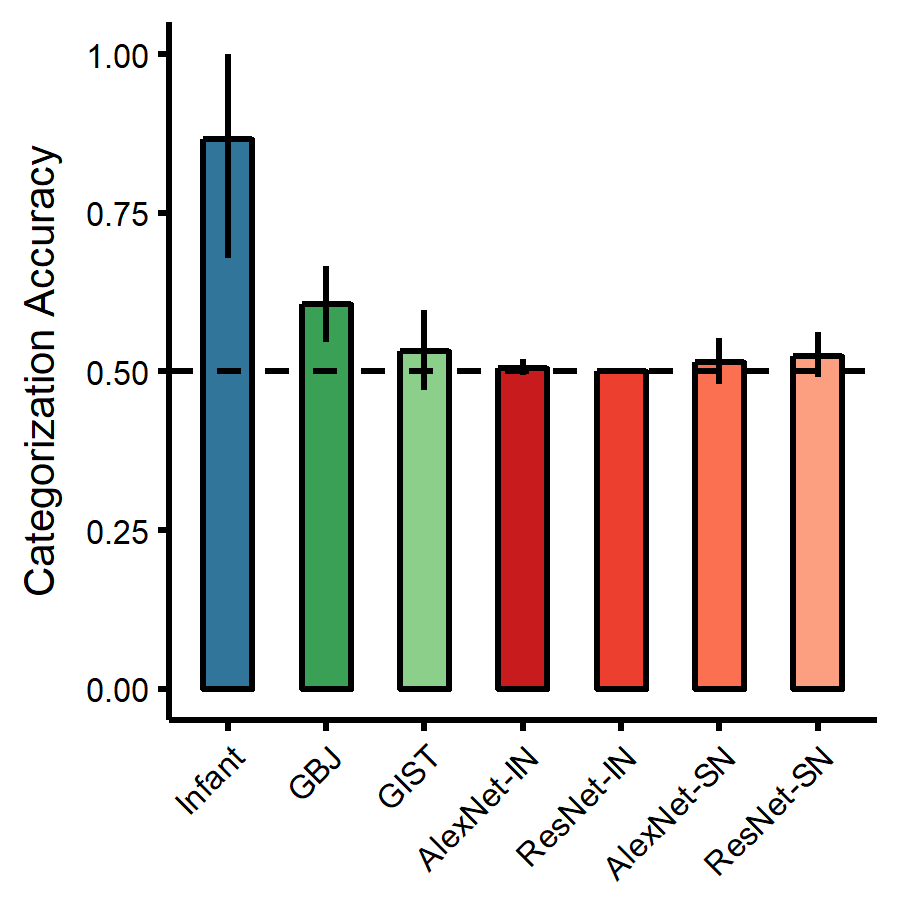 Categorization Accuracy
1.00
0.75
0.50
0.25
0.00
Infant
GBJ
GIST
AlexNet-IN
ResNet-IN
AlexNet-SN
ResNet-SN